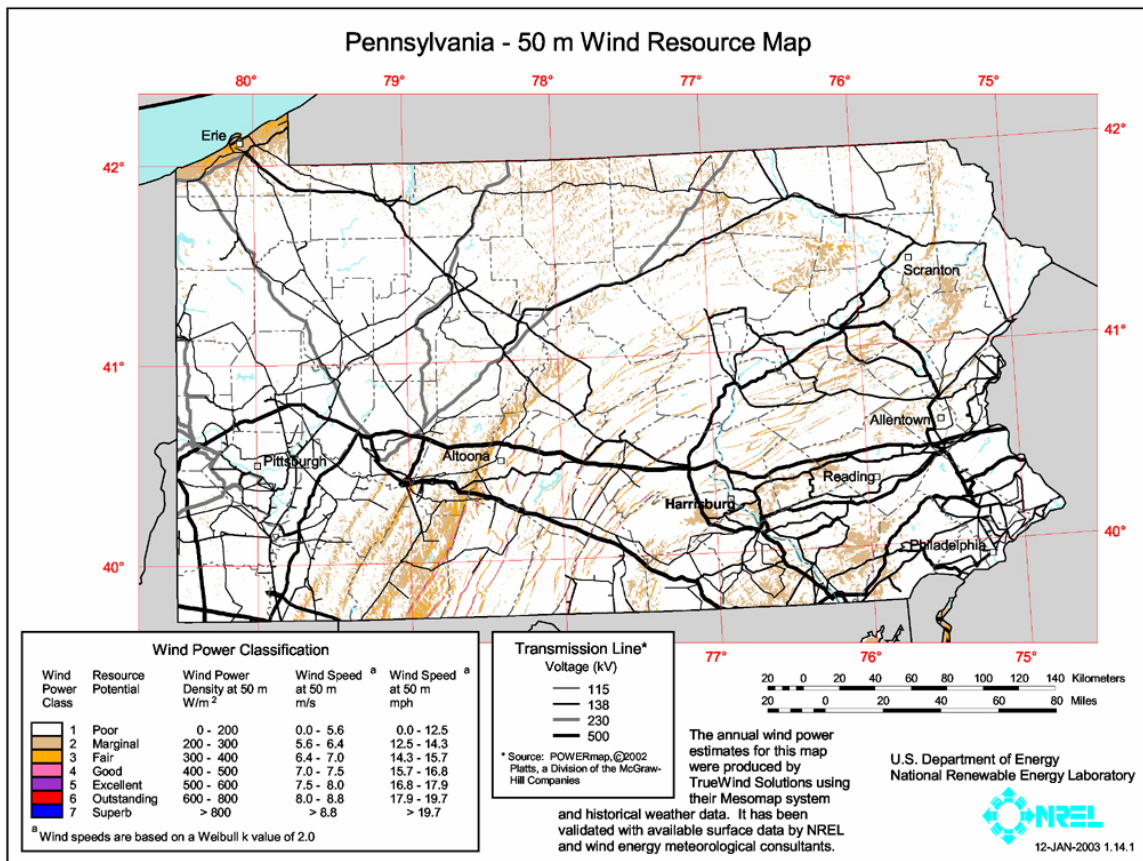 Pennsylvania - 50 m Wind Resource Map
80° 79° 78° 77° 76° 75°
Erie
42° 42°
Scranton
41° 41°
Allentown
Altoona
Pittsburgh
Reading
Harrisburg
Philadelphia
40° 40°
77° 76° 75°
Wind Power Classification
Wind Power Class
Resource Potential
Wind Power Density at 50 m W/m²
Wind Speed a at 50 m m/s
Wind Speed a at 50 m mph
1 Poor 0 - 200 0.0 - 5.6 0.0 - 12.5
2 Marginal 200 - 300 5.6 - 6.4 12.5 - 14.3
3 Fair 300 - 400 6.4 - 7.0 14.3 - 15.7
4 Good 400 - 500 7.0 - 7.5 15.7 - 16.8
5 Excellent 500 - 600 7.5 - 8.0 16.8 - 17.9
6 Outstanding 600 - 800 8.0 - 8.8 17.9 - 19.7
7 Superb > 800 > 8.8 > 19.7
a Wind speeds are based on a Weibull k value of 2.0
Transmission Line*
Voltage (kV)
115
138
230
500
* Source: POWERmap, ©2002
Platts, a Division of the McGraw-
Hill Companies
20 0 20 40 60 80 100 120 140 Kilometers
20 0 20 40 60 80 Miles
The annual wind power
estimates for this map
were produced by
TrueWind Solutions using
their Mesomap system
and historical weather data. It has been
validated with available surface data by NREL
and wind energy meteorological consultants.
U.S. Department of Energy
National Renewable Energy Laboratory
NREL
12-JAN-2003 1.14.1